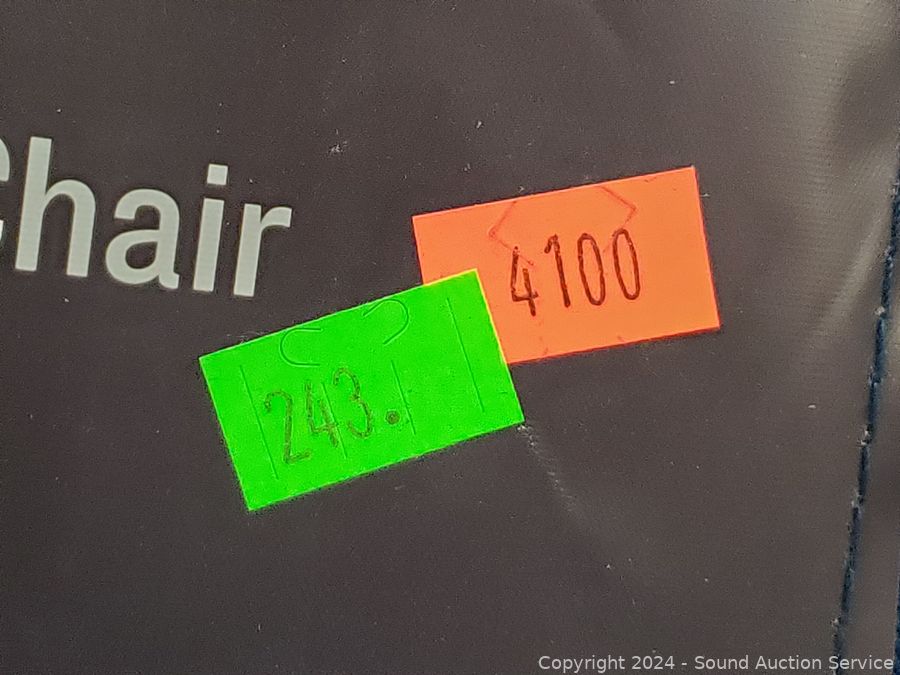 Chair
4100
243.
Copyright 2024 - Sound Auction Service